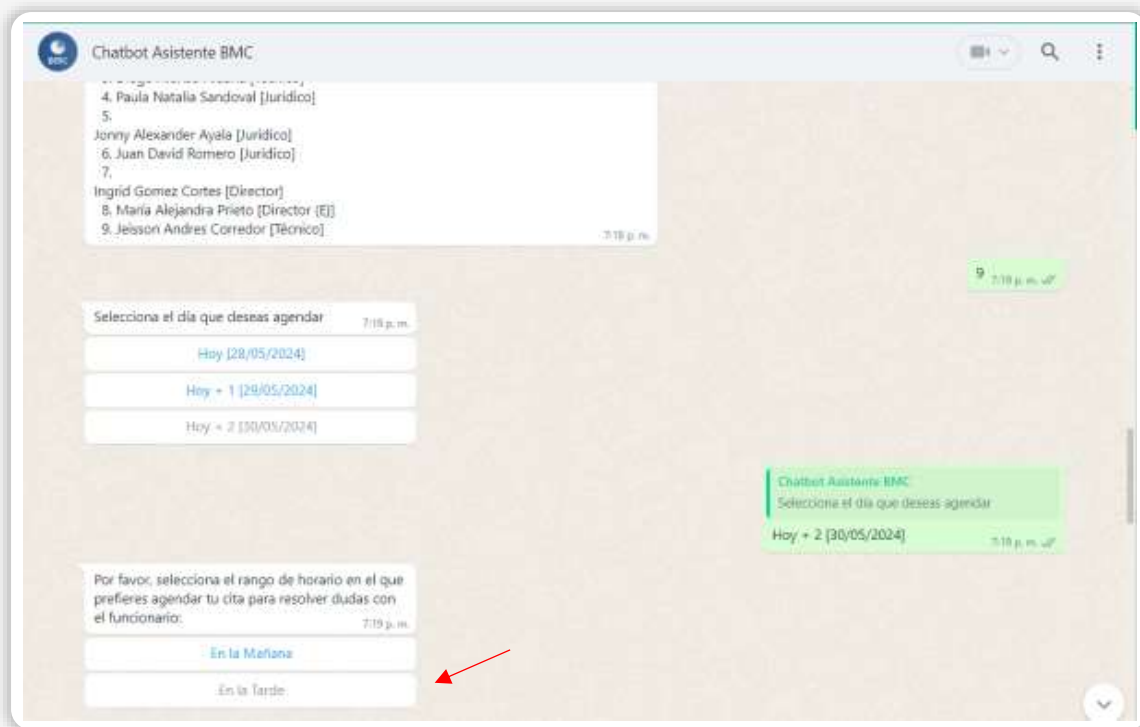 BMC
Chatbot Asistente BMC
4. Paula Natalia Sandoval [Jurídico]
5.
Jonny Alexander Ayala [Jurídico]
6. Juan David Romero [Jurídico]
7.
Ingrid Gomez Cortes [Director]
8. María Alejandra Prieto [Director (E)]
9. Jeisson Andres Corredor [Técnico]
7:18 p. m.
9 7:18 p. m.
Selecciona el día que deseas agendar 7:18 p. m.
Hoy [28/05/2024]
Hoy + 1 [29/05/2024]
Hoy + 2 [30/05/2024]
Chatbot Asistente BMC
Selecciona el día que deseas agendar
Hoy + 2 [30/05/2024] 7:18 p. m.
Por favor, selecciona el rango de horario en el que
prefieres agendar tu cita para resolver dudas con
el funcionario: 7:19 p. m.
En la Mañana
En la Tarde